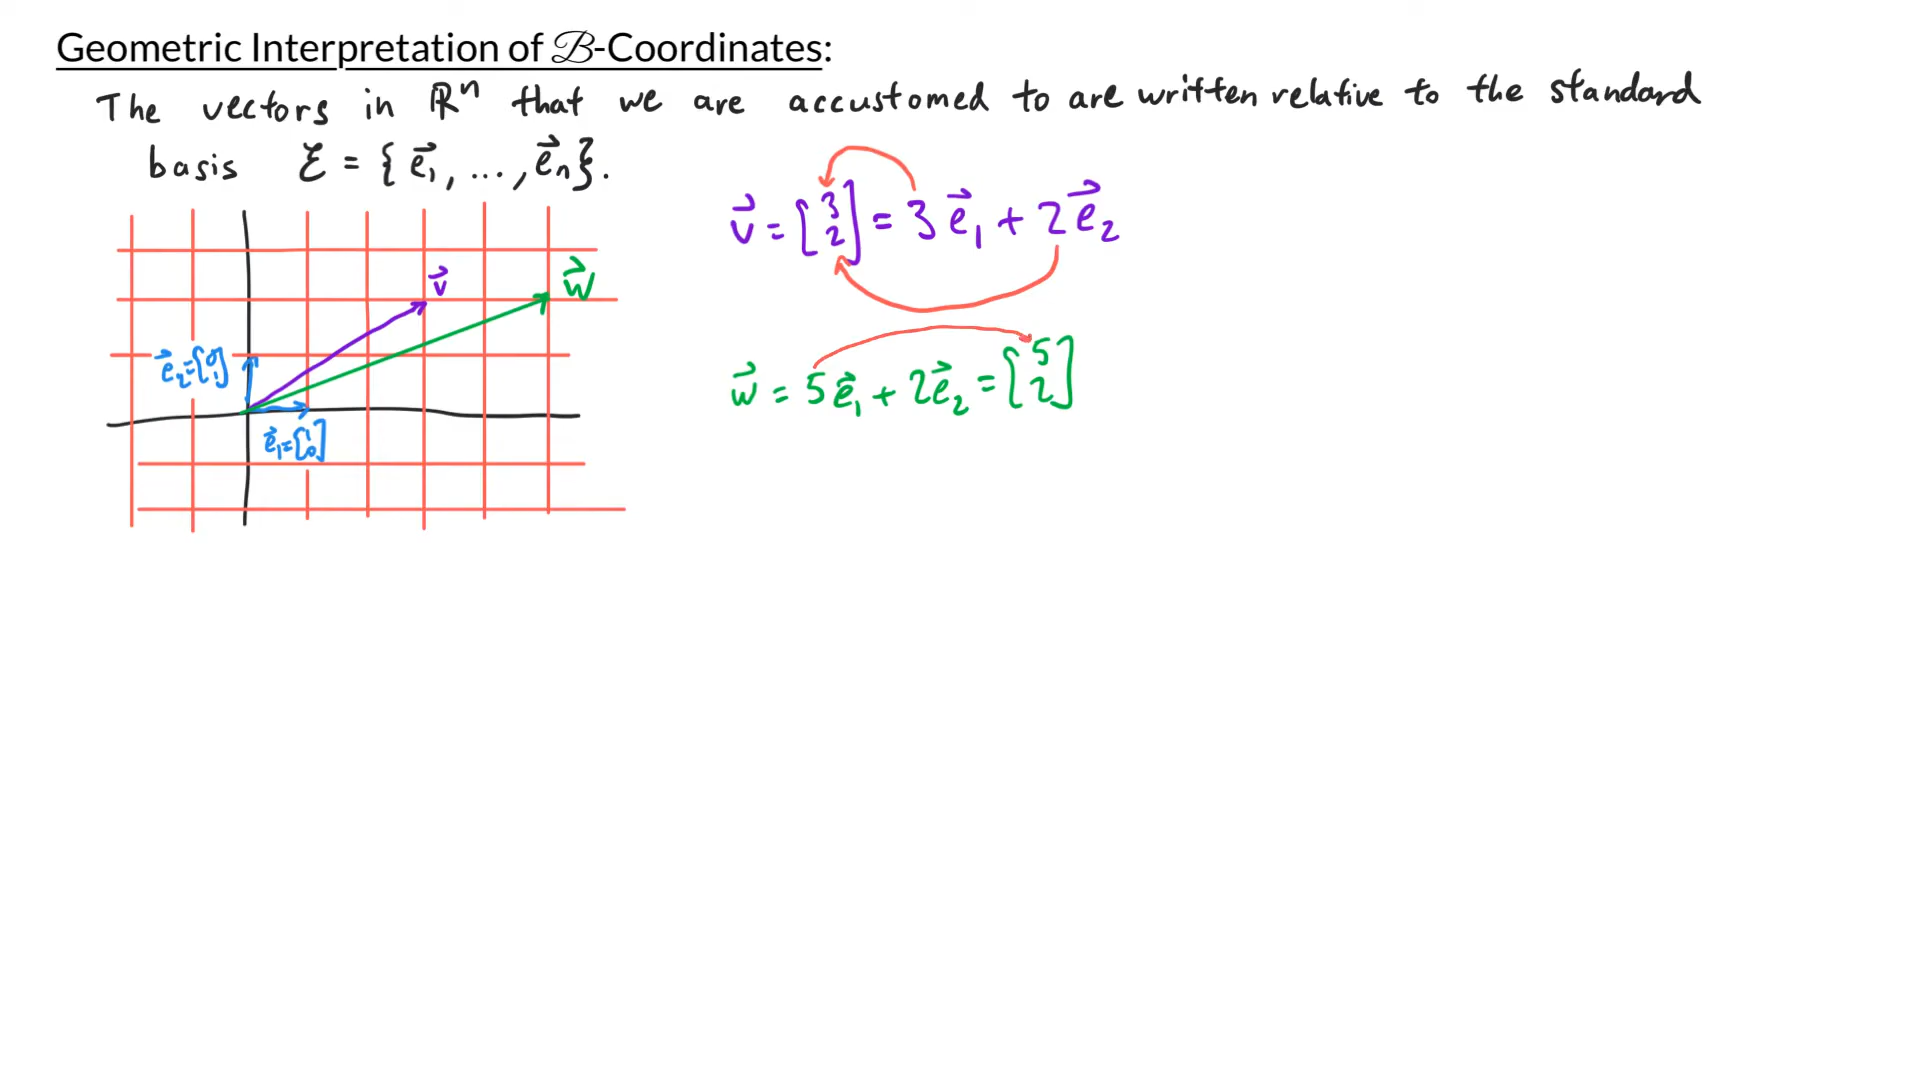 Geometric Interpretation of ℬ-Coordinates:
The vectors in ℝⁿ that we are accustomed to are written relative to the standard
basis ℰ = {e⃗₁, ..., e⃗ₙ}.
v⃗ = [3 2] = 3e⃗₁ + 2e⃗₂
v⃗
w⃗
e⃗₂=[0 1]
w⃗ = 5e⃗₁ + 2e⃗₂ = [5 2]
e⃗₁=[1 0]